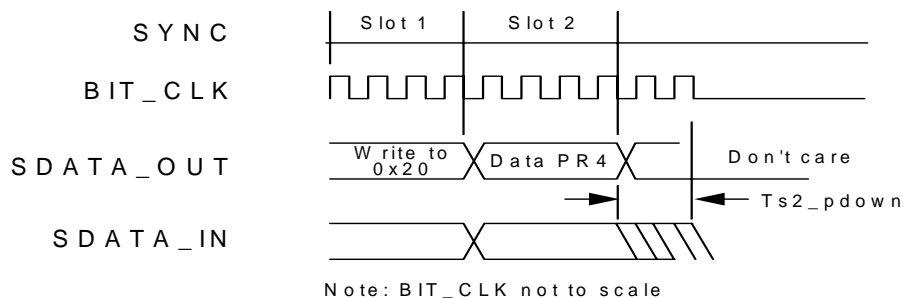 Slot 1 Slot 2
SYNC
BIT_CLK
SDATA_OUT
Write to
0x20
Data PR4
Don't care
Ts2_pdown
SDATA_IN
Note: BIT_CLK not to scale